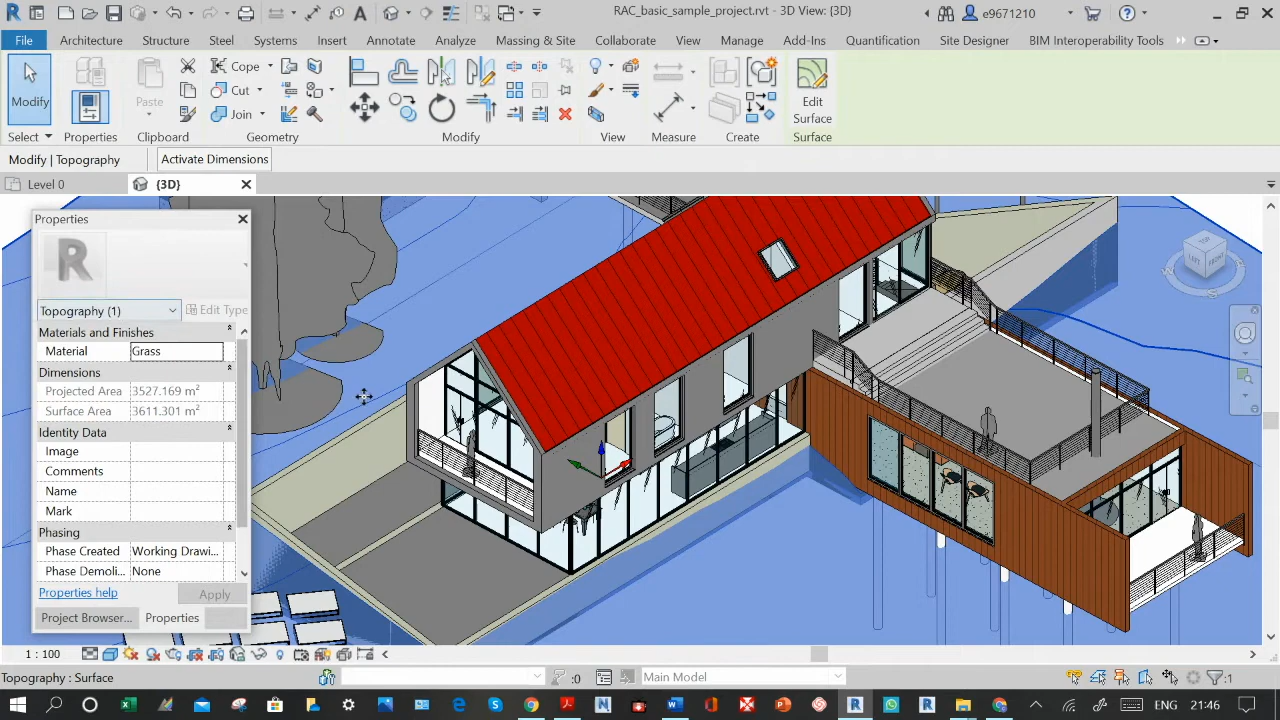 RAC_basic_sample_project.rvt - 3D View: {3D}
e9671210
File Architecture Structure Steel Systems Insert Annotate Analyze Massing & Site Collaborate View Manage Add-Ins Quantification Site Designer BIM Interoperability Tools
Modify
Paste
Cope
Cut
Join
Edit
Surface
Select Properties Clipboard Geometry Modify View Measure Create Surface
Modify | Topography Activate Dimensions
Level 0 {3D}
Properties
R
Topography (1) Edit Type
Materials and Finishes
Material Grass
Dimensions
Projected Area 3527.169 m²
Surface Area 3611.301 m²
Identity Data
Image
Comments
Name
Mark
Phasing
Phase Created Working Drawi...
Phase Demoli... None
Properties help Apply
Project Browser... Properties
TOP
LEFT
1 : 100
Topography : Surface :0 Main Model :1
ENG 21:46